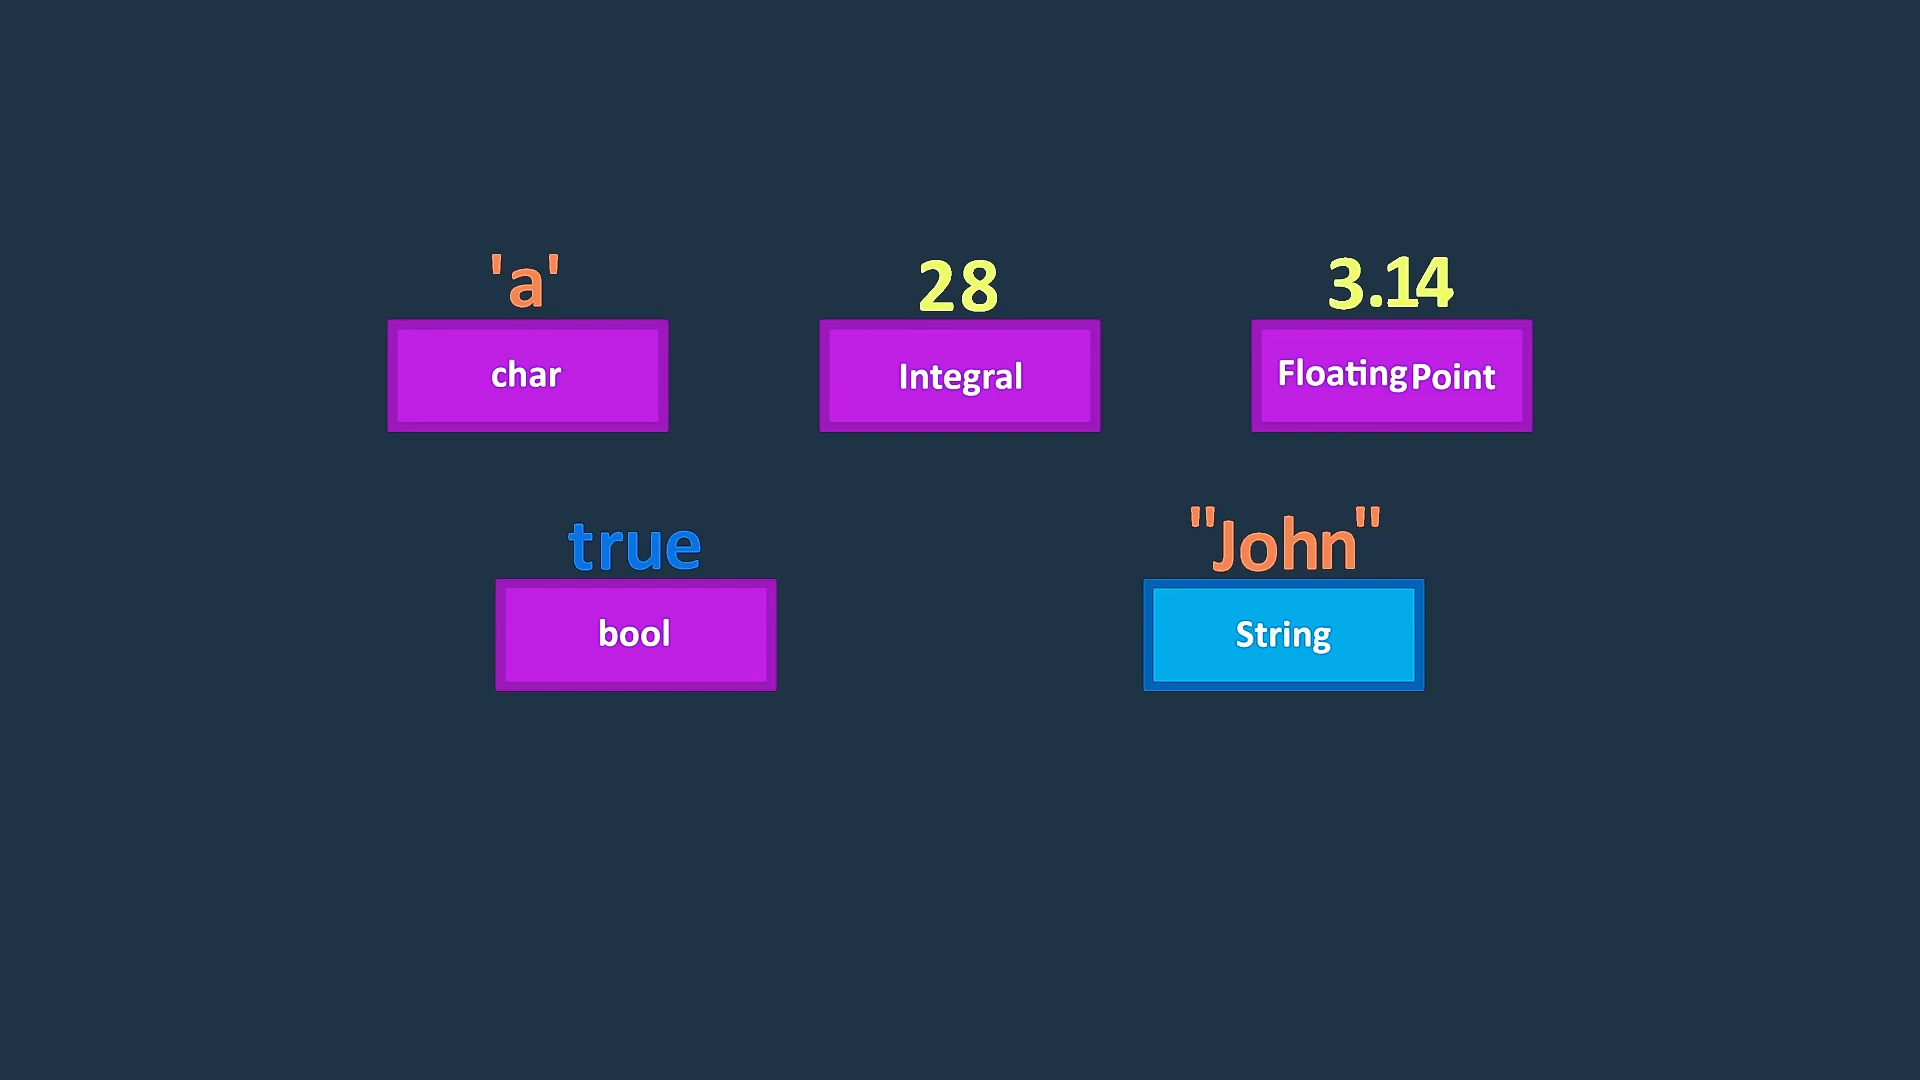 'a' 28 3.14
char Integral Floating Point
true "John"
bool String